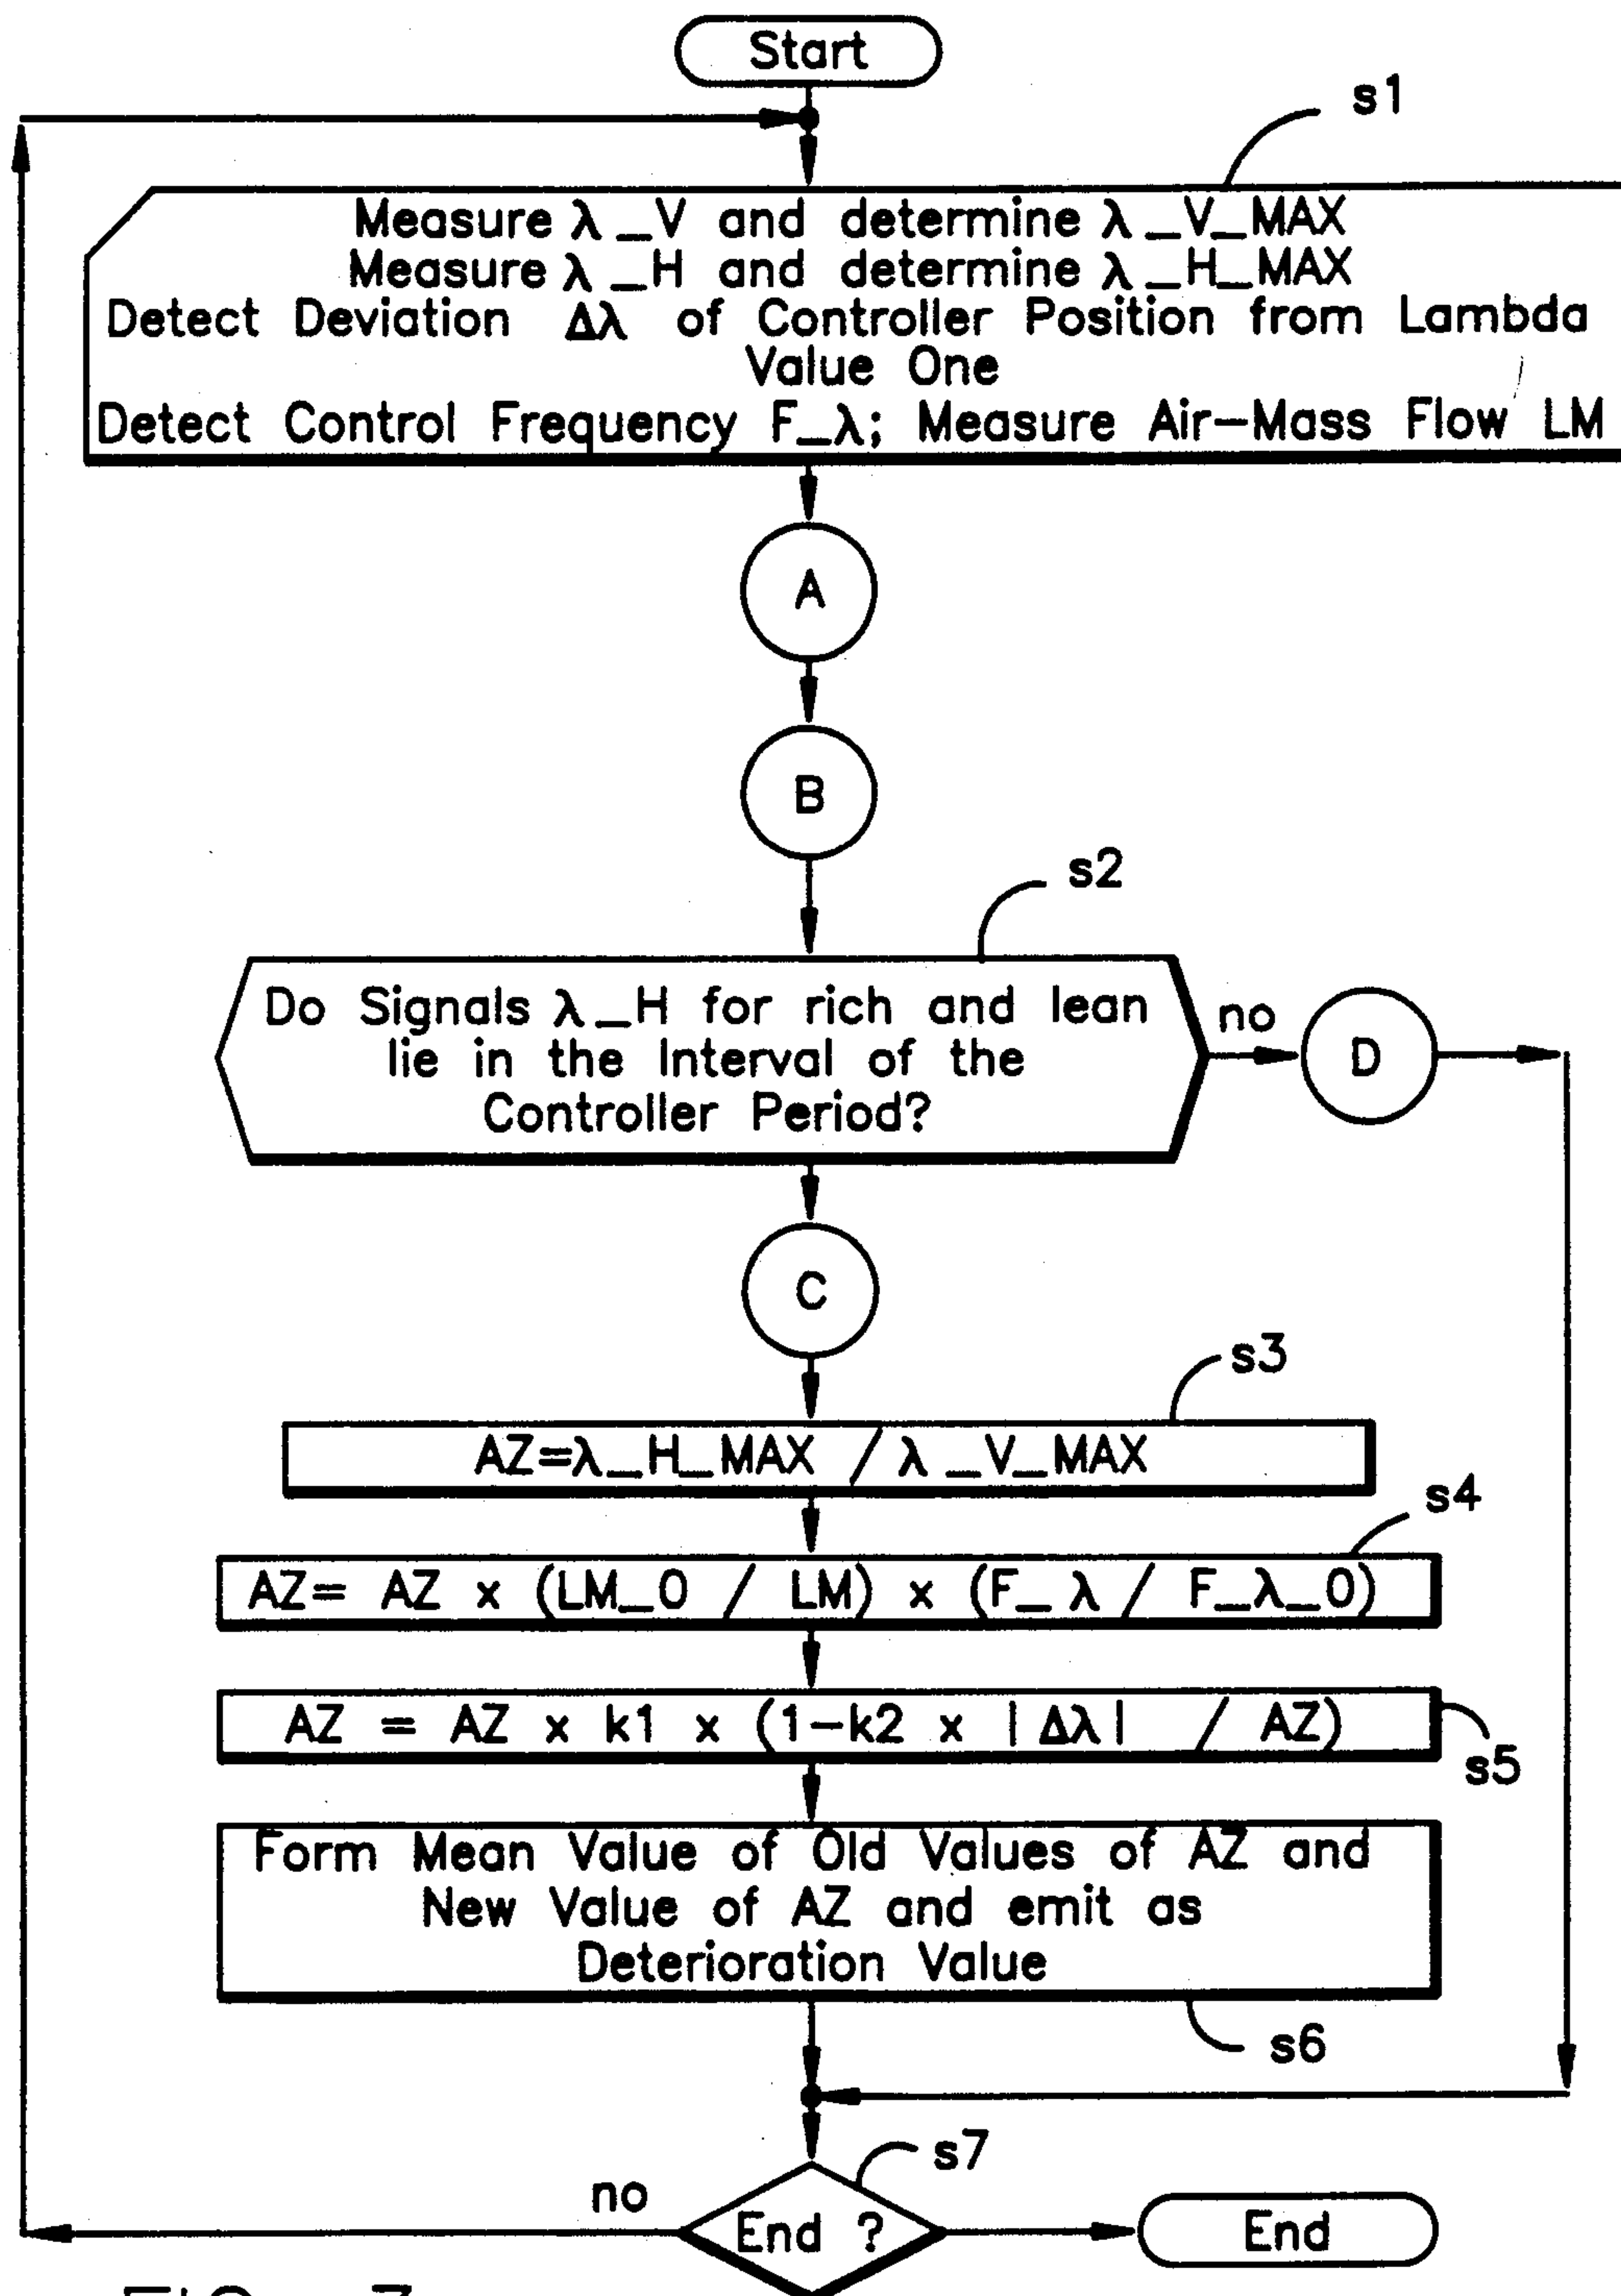 Start
s1
Measure λ_V and determine λ_V_MAX
Measure λ_H and determine λ_H_MAX
Detect Deviation Δλ of Controller Position from Lambda
Value One
Detect Control Frequency F_λ; Measure Air-Mass Flow LM
A
B
s2
Do Signals λ_H for rich and lean
lie in the Interval of the
Controller Period?
no
D
C
s3
AZ=λ_H_MAX / λ_V_MAX
s4
AZ= AZ x (LM_0 / LM) x (F_λ / F_λ_0)
AZ = AZ x k1 x (1-k2 x |Δλ| / AZ)
s5
Form Mean Value of Old Values of AZ and
New Value of AZ and emit as
Deterioration Value
s6
s7
no
End ?
End